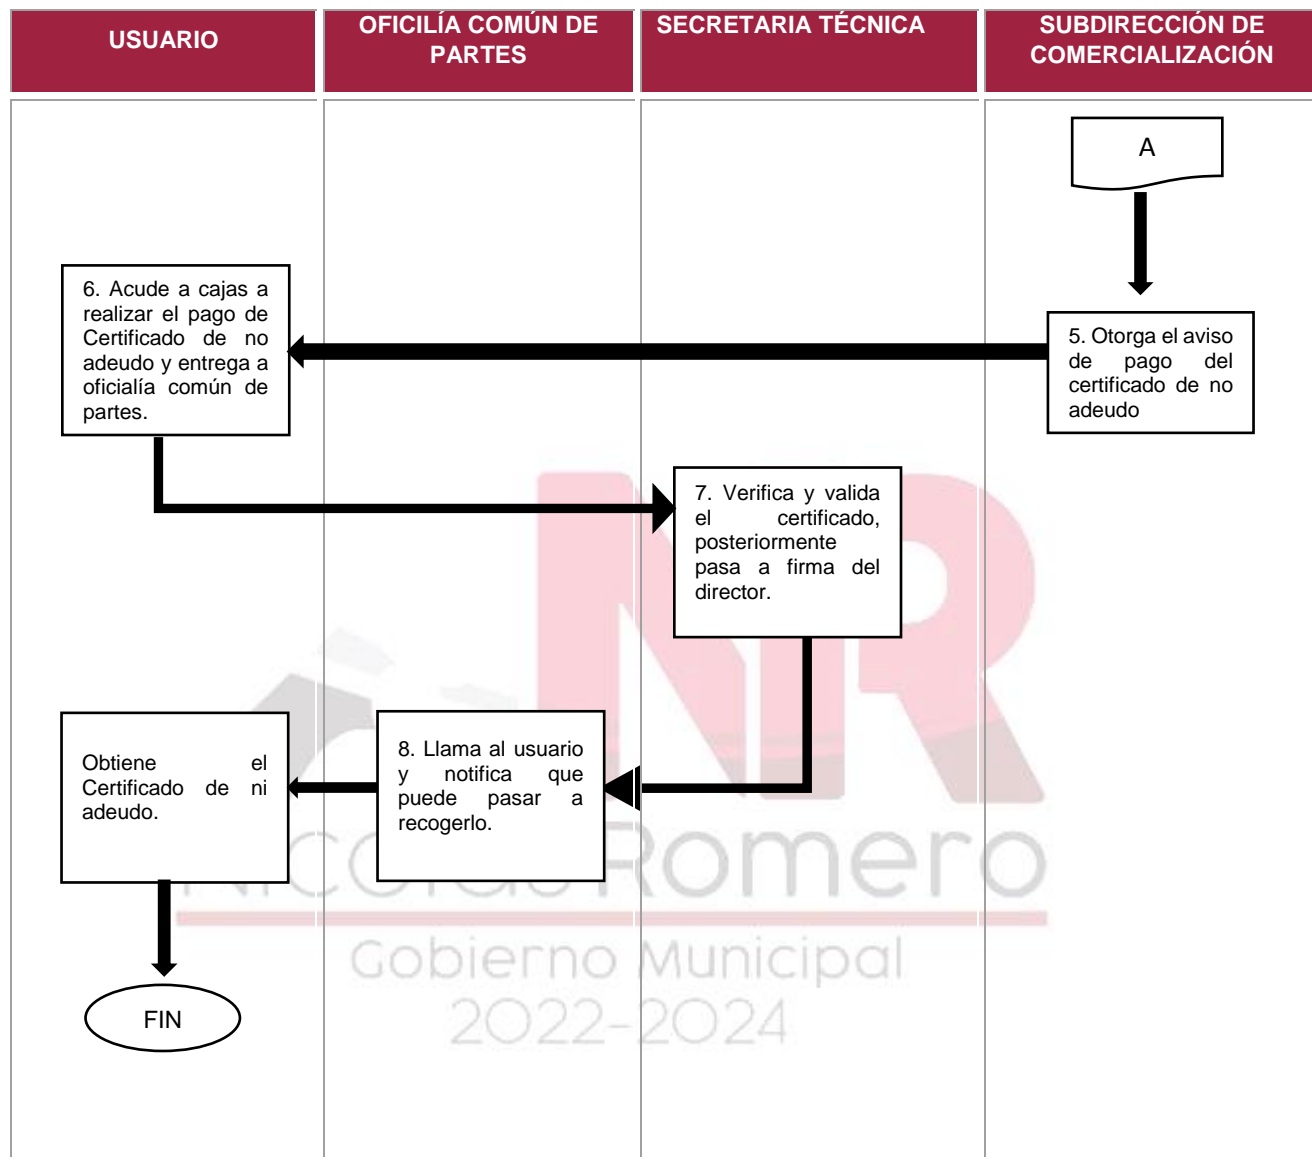 USUARIO
OFICILÍA COMÚN DE
PARTES
SECRETARIA TÉCNICA
SUBDIRECCIÓN DE
COMERCIALIZACIÓN
A
5. Otorga el aviso
de pago del
certificado de no
adeudo
6. Acude a cajas a
realizar el pago de
Certificado de no
adeudo y entrega a
oficialía común de
partes.
7. Verifica y valida
el certificado,
posteriormente
pasa a firma del
director.
8. Llama al usuario
y notifica que
puede pasar a
recogerlo.
Obtiene el
Certificado de ni
adeudo.
FIN
NR
Nicolás Romero
Gobierno Municipal
2022-2024